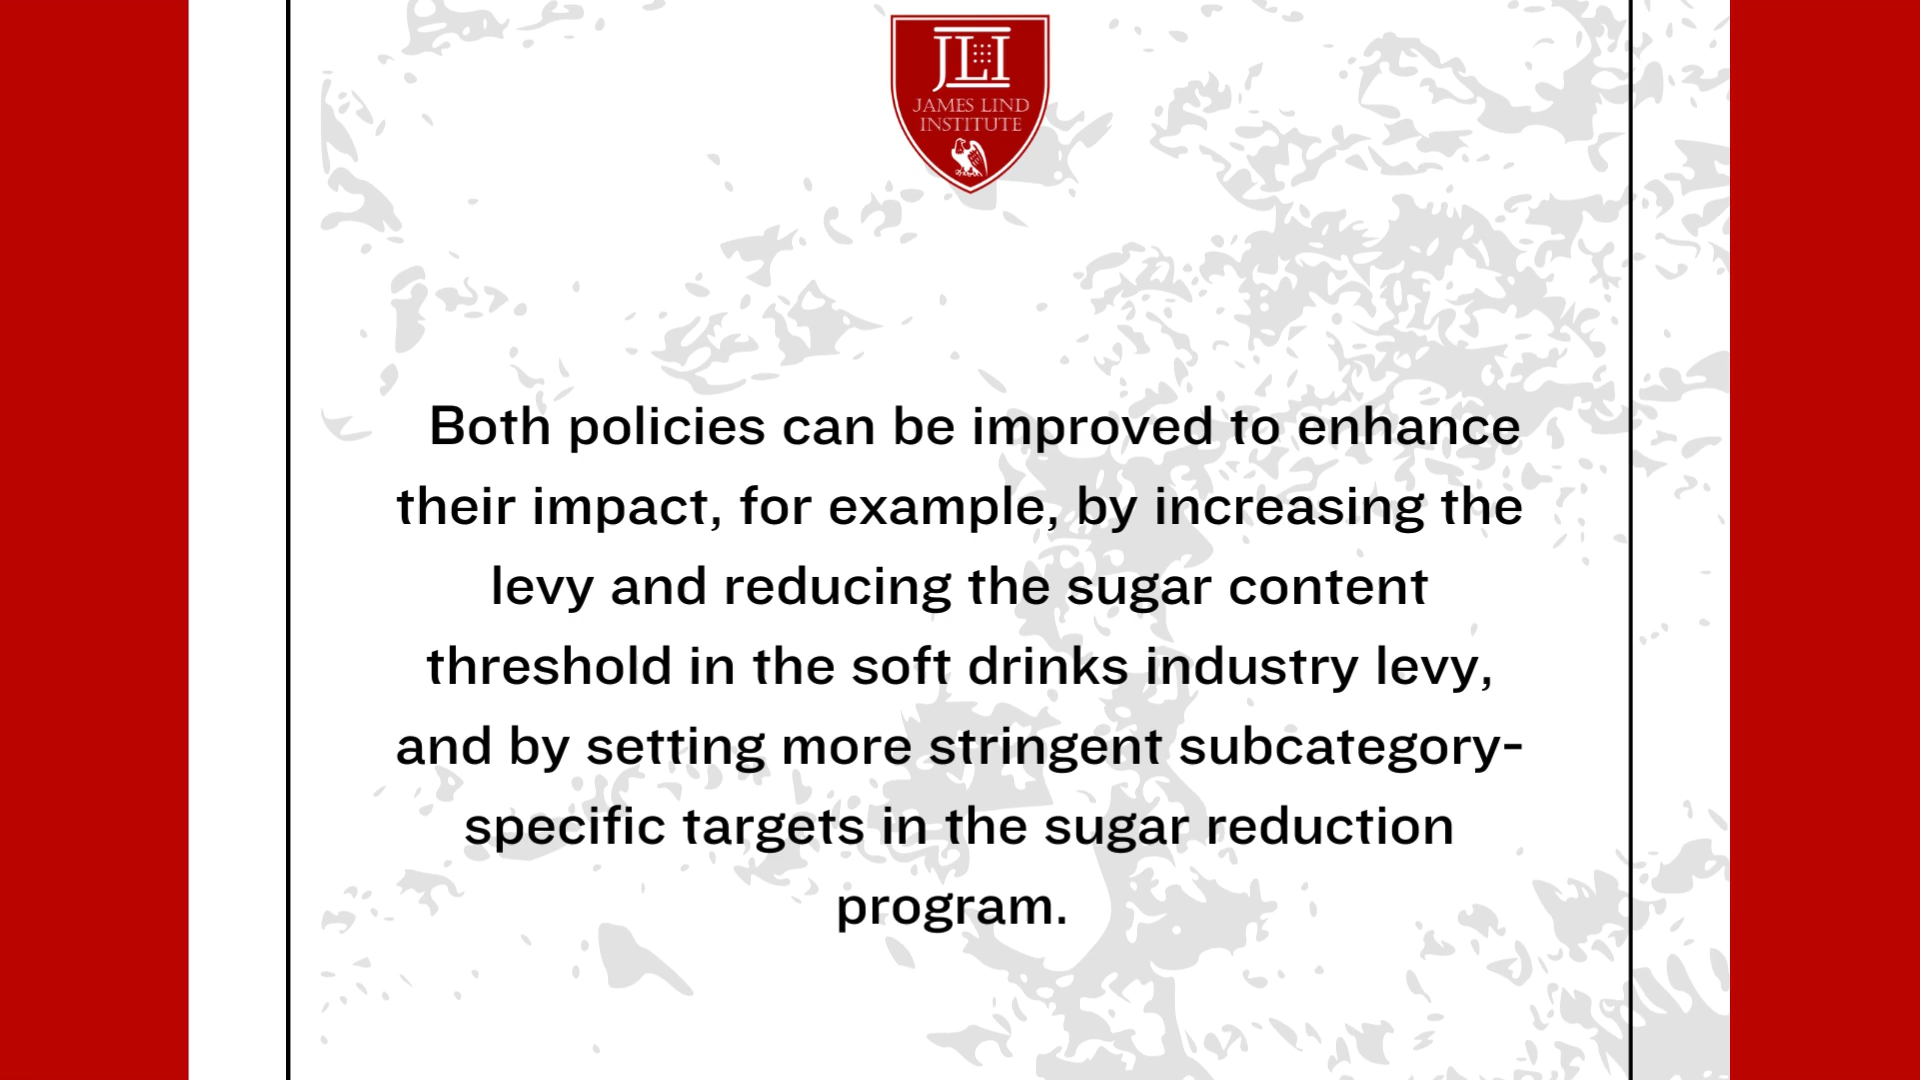 JLI
JAMES LIND
INSTITUTE
Both policies can be improved to enhance
their impact, for example, by increasing the
levy and reducing the sugar content
threshold in the soft drinks industry levy,
and by setting more stringent subcategory-
specific targets in the sugar reduction
program.